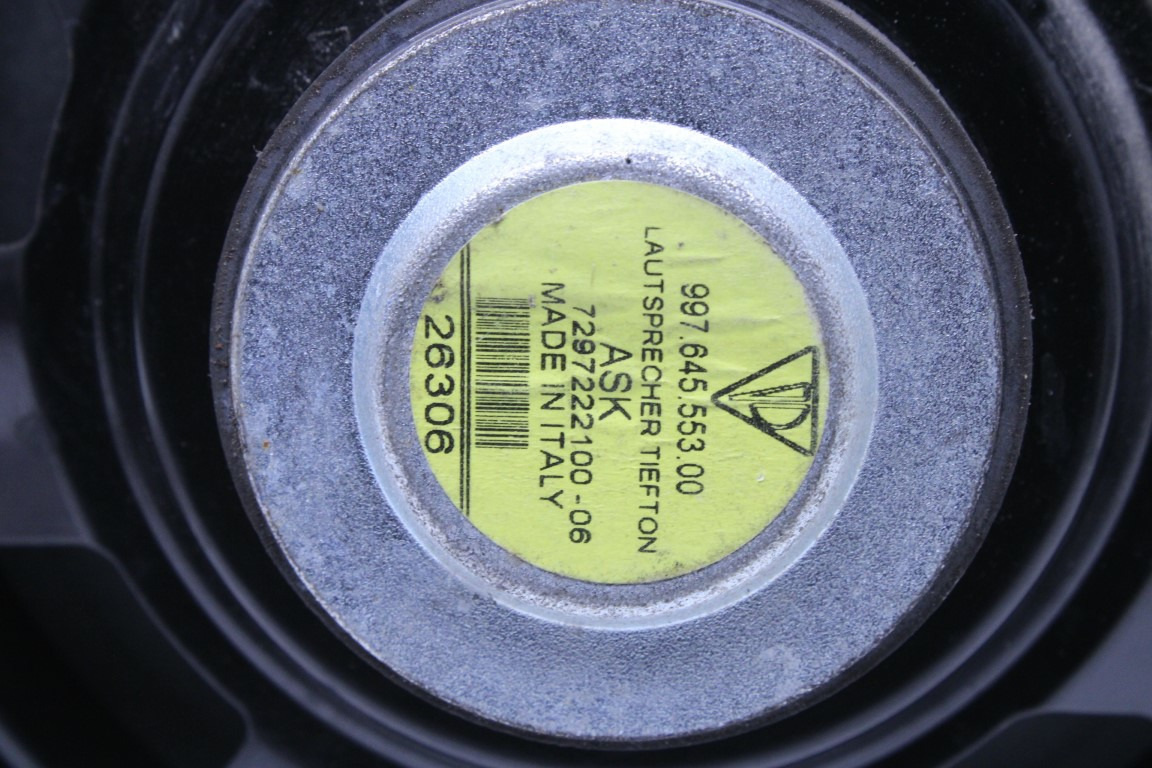 997.645.553.00
LAUTSPRECHER TIEFTON
ASK
7297222100-06
MADE IN ITALY
26306